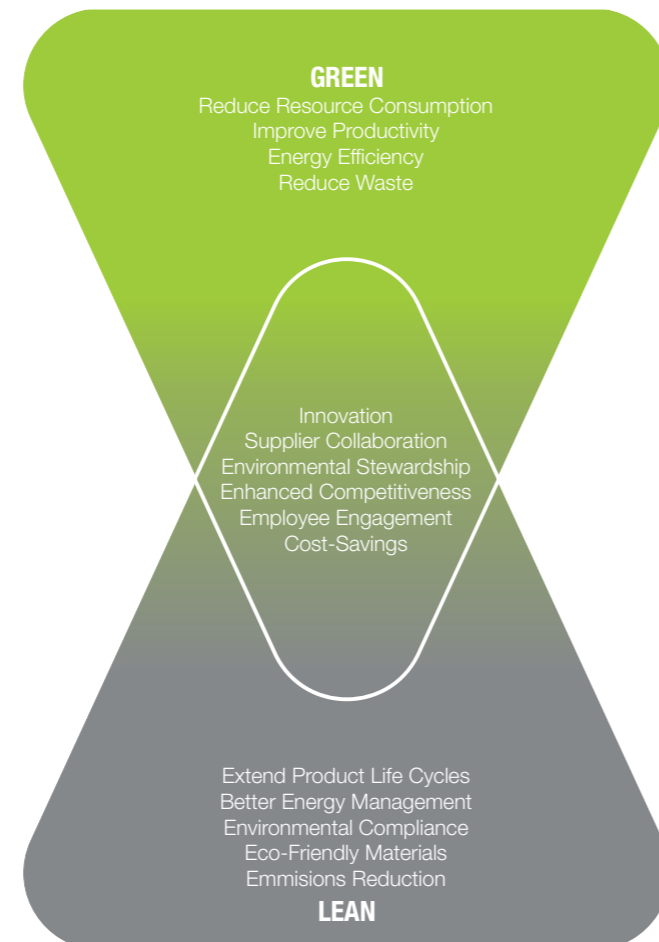 GREEN
Reduce Resource Consumption
Improve Productivity
Energy Efficiency
Reduce Waste
Innovation
Supplier Collaboration
Environmental Stewardship
Enhanced Competitiveness
Employee Engagement
Cost-Savings
Extend Product Life Cycles
Better Energy Management
Environmental Compliance
Eco-Friendly Materials
Emmisions Reduction
LEAN